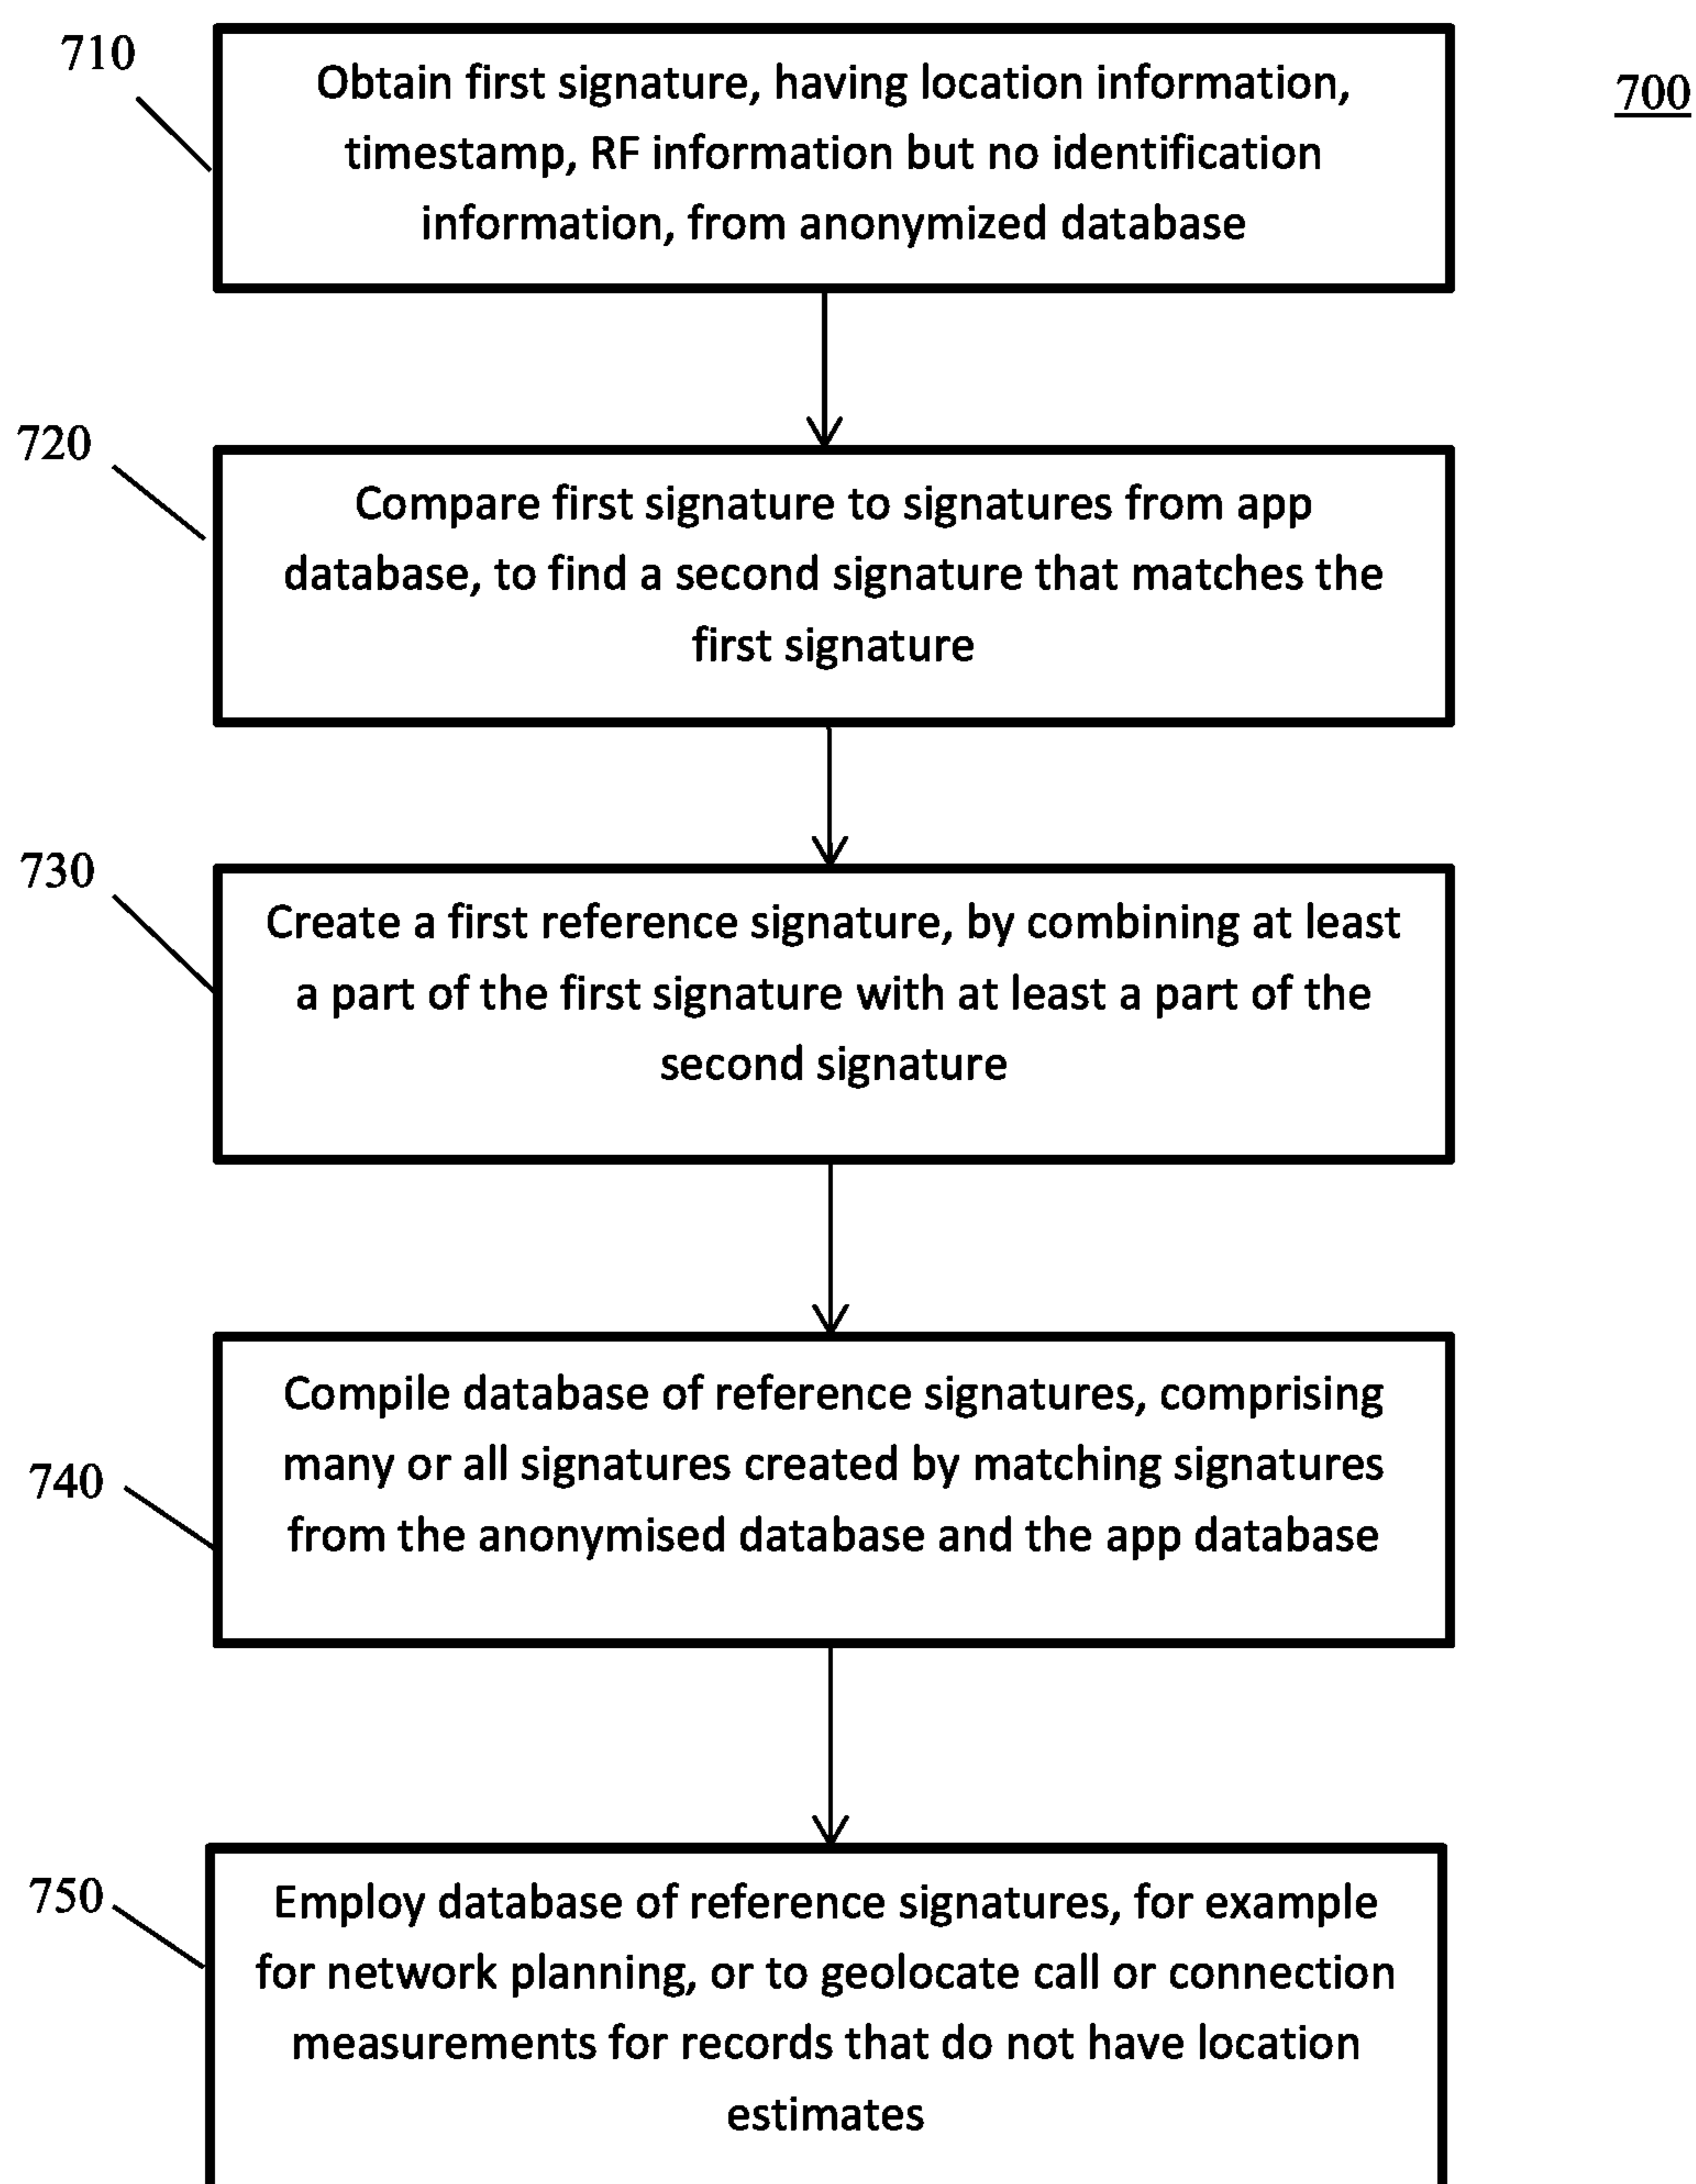 710
700
Obtain first signature, having location information,
timestamp, RF information but no identification
information, from anonymized database
720
Compare first signature to signatures from app
database, to find a second signature that matches the
first signature
730
Create a first reference signature, by combining at least
a part of the first signature with at least a part of the
second signature
740
Compile database of reference signatures, comprising
many or all signatures created by matching signatures
from the anonymised database and the app database
750
Employ database of reference signatures, for example
for network planning, or to geolocate call or connection
measurements for records that do not have location
estimates